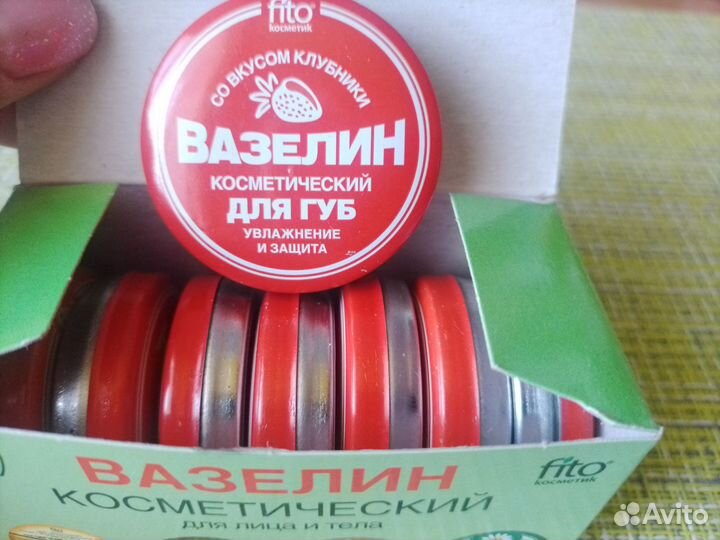 fito
косметик
СО ВКУСОМ КЛУБНИКИ
ВАЗЕЛИН
КОСМЕТИЧЕСКИЙ
ДЛЯ ГУБ
УВЛАЖНЕНИЕ
И ЗАЩИТА
ВАЗЕЛИН
КОСМЕТИЧЕСКИЙ
для лица и тела
fito
косметик
Avito